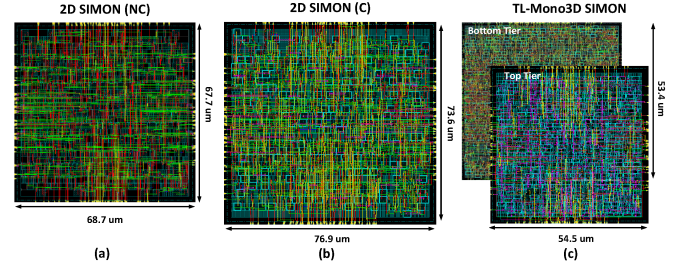 2D SIMON (NC)
2D SIMON (C)
TL-Mono3D SIMON
Bottom Tier
Top Tier
67.7 um
73.6 um
53.4 um
68.7 um
76.9 um
54.5 um
(a)
(b)
(c)